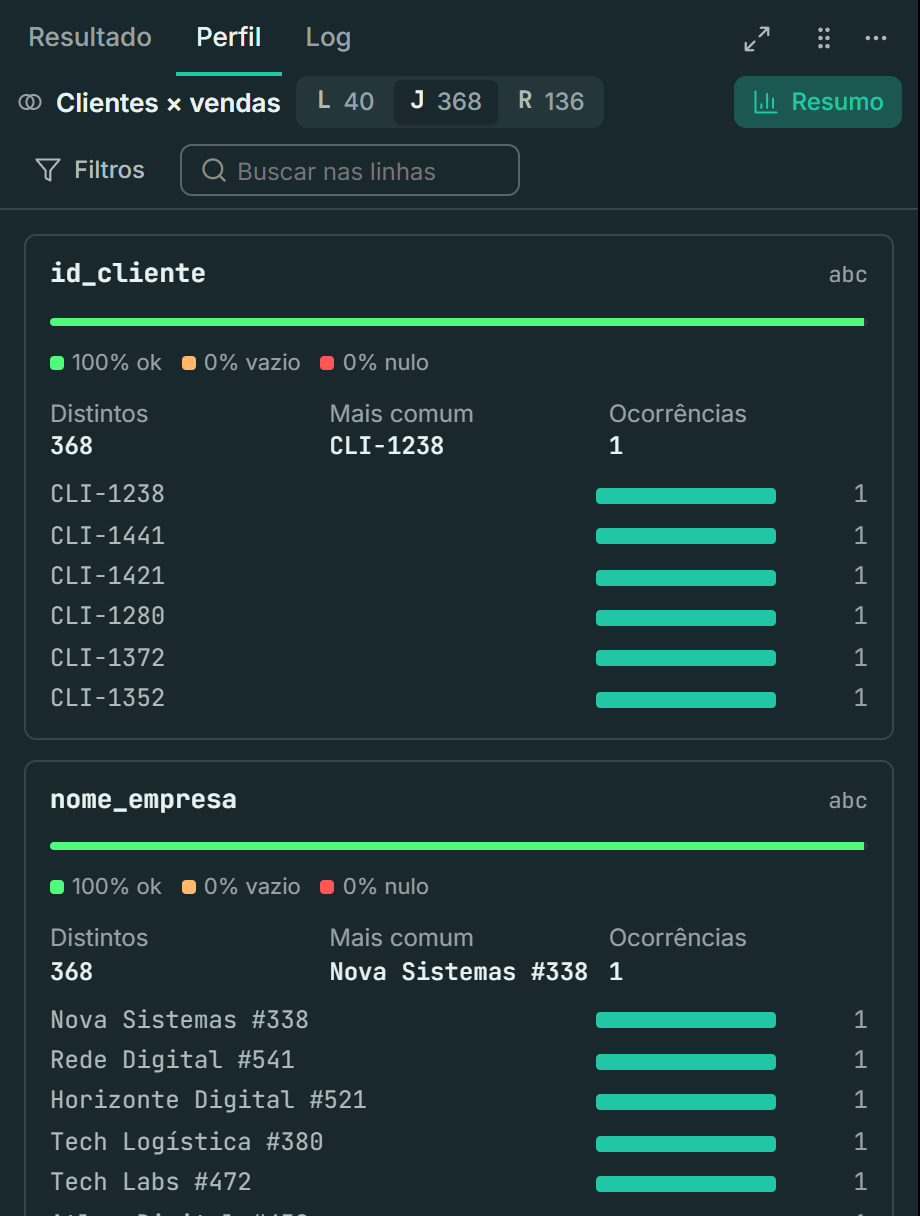 Resultado Perfil Log
Clientes × vendas L 40 J 368 R 136 Resumo
Filtros Buscar nas linhas
id_cliente abc
100% ok 0% vazio 0% nulo
Distintos Mais comum Ocorrências
368 CLI-1238 1
CLI-1238 1
CLI-1441 1
CLI-1421 1
CLI-1280 1
CLI-1372 1
CLI-1352 1
nome_empresa abc
100% ok 0% vazio 0% nulo
Distintos Mais comum Ocorrências
368 Nova Sistemas #338 1
Nova Sistemas #338 1
Rede Digital #541 1
Horizonte Digital #521 1
Tech Logística #380 1
Tech Labs #472 1